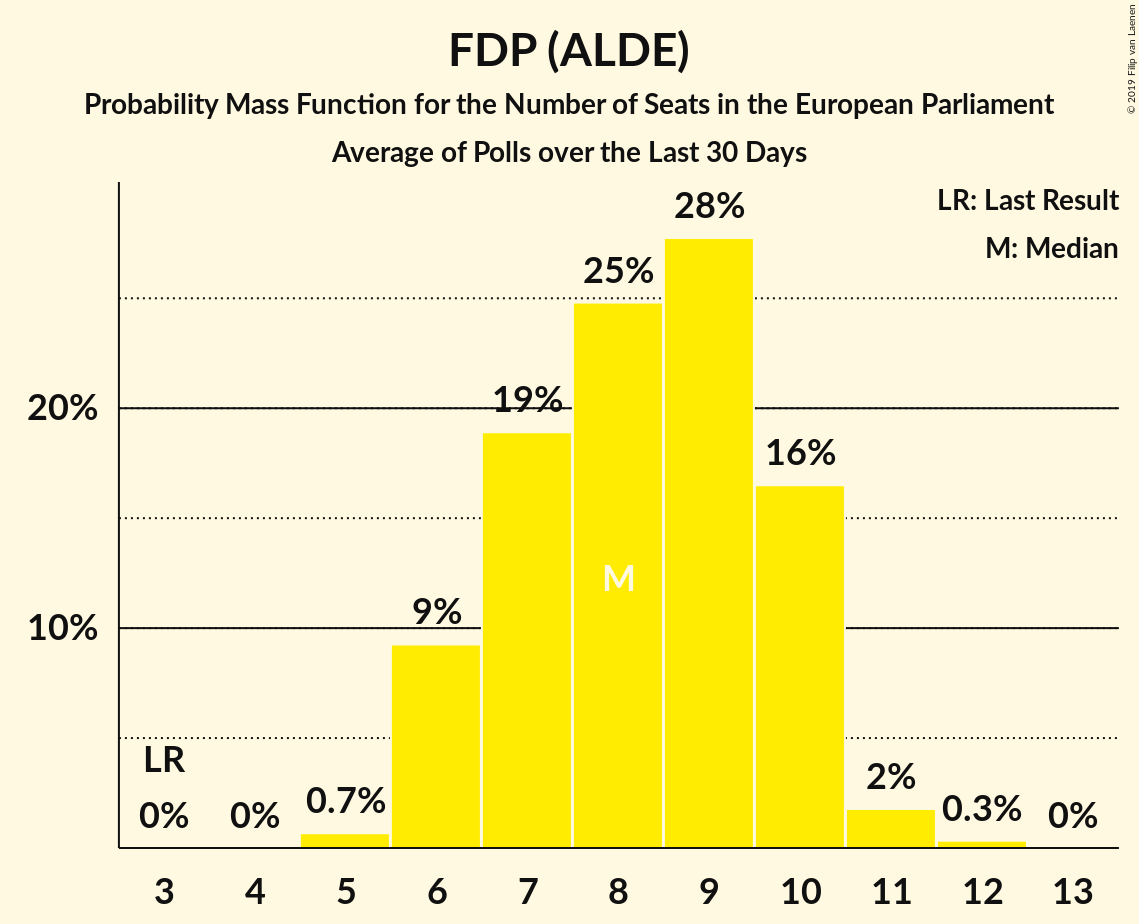 FDP (ALDE)
Probability Mass Function for the Number of Seats in the European Parliament
Average of Polls over the Last 30 Days
© 2019 Filip van Laenen
LR: Last Result
M: Median
28%
25%
20%
19%
16%
M
10%
9%
LR
0%
0%
0.7%
2%
0.3%
0%
3 4 5 6 7 8 9 10 11 12 13